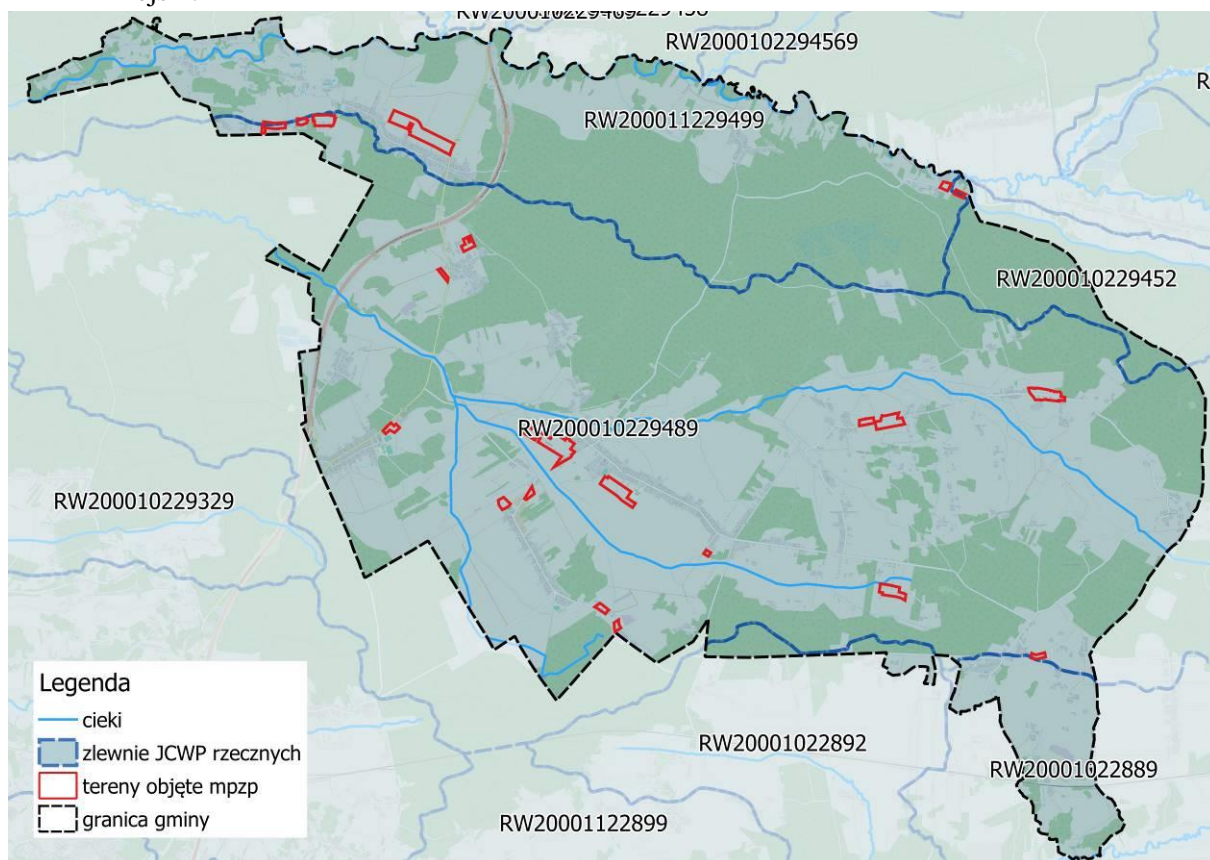 RW2000102294569
RW200011229499
RW200010229452
RW200010229489
RW200010229329
RW20001022892
RW20001022889
RW20001122899
Legenda
cieki
zlewnie JCWP rzecznych
tereny objęte mpzp
granica gminy